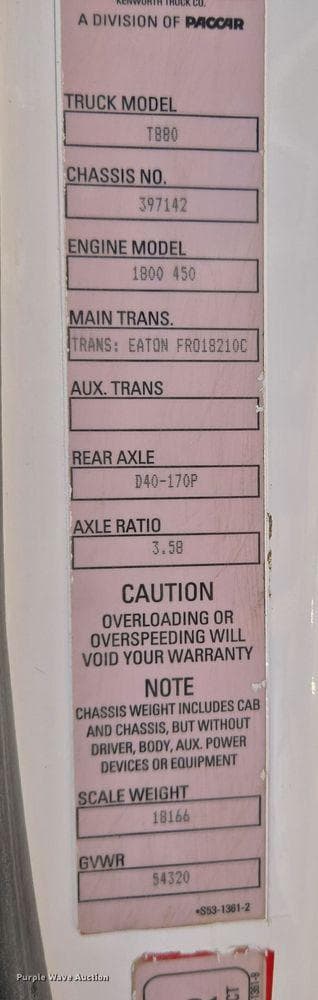 KENWORTH TRUCK CO.
A DIVISION OF PACCAR
TRUCK MODEL
T880
CHASSIS NO.
397142
ENGINE MODEL
1800 450
MAIN TRANS.
TRANS: EATON FRO18210C
AUX. TRANS
REAR AXLE
D40-170P
AXLE RATIO
3.58
CAUTION
OVERLOADING OR
OVERSPEEDING WILL
VOID YOUR WARRANTY
NOTE
CHASSIS WEIGHT INCLUDES CAB
AND CHASSIS, BUT WITHOUT
DRIVER, BODY, AUX. POWER
DEVICES OR EQUIPMENT
SCALE WEIGHT
18166
GVWR
54320
•S53-1361-2
Purple Wave Auction